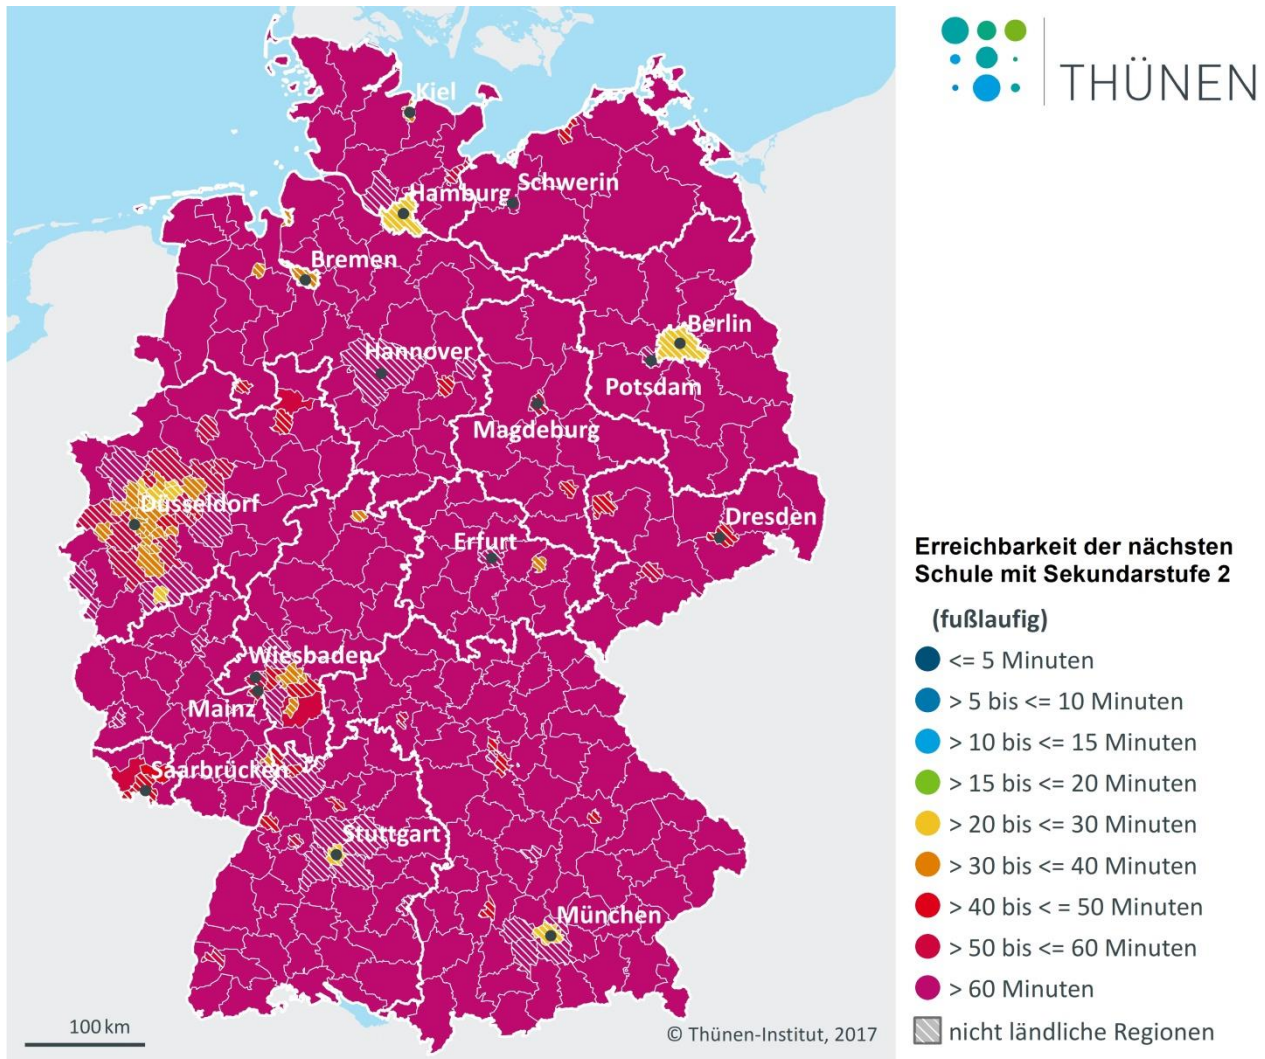 THÜNEN
Kiel
Schwerin
Hamburg
Bremen
Berlin
Hannover
Potsdam
Magdeburg
Düsseldorf
Dresden
Erfurt
Wiesbaden
Mainz
Saarbrücken
Stuttgart
München
100 km
© Thünen-Institut, 2017
Erreichbarkeit der nächsten
Schule mit Sekundarstufe 2
(fußlaufig)
<= 5 Minuten
> 5 bis <= 10 Minuten
> 10 bis <= 15 Minuten
> 15 bis <= 20 Minuten
> 20 bis <= 30 Minuten
> 30 bis <= 40 Minuten
> 40 bis < = 50 Minuten
> 50 bis <= 60 Minuten
> 60 Minuten
nicht ländliche Regionen